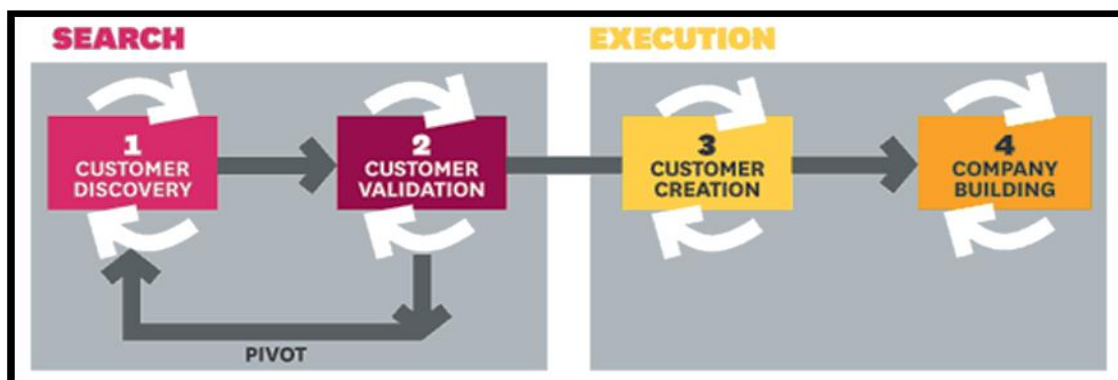 SEARCH
EXECUTION
1
CUSTOMER
DISCOVERY
2
CUSTOMER
VALIDATION
3
CUSTOMER
CREATION
4
COMPANY
BUILDING
PIVOT